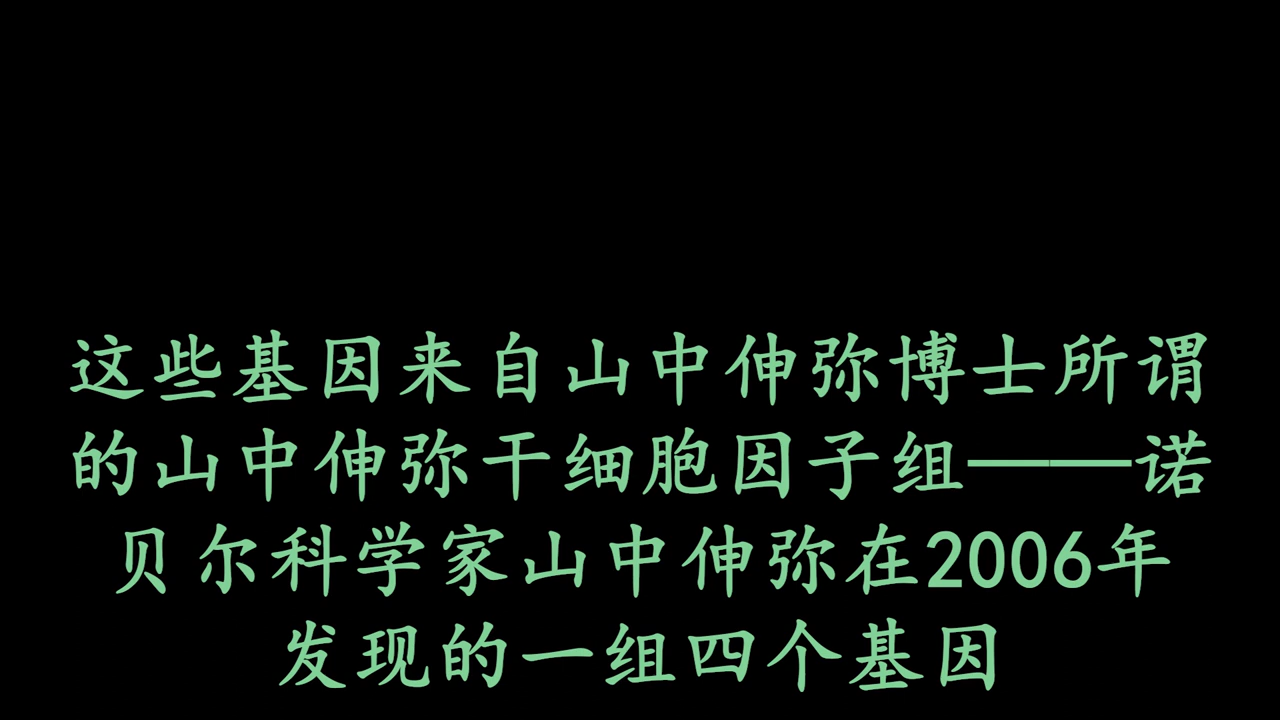 这些基因来自山中伸弥博士所谓
的山中伸弥干细胞因子组——诺
贝尔科学家山中伸弥在2006年
发现的一组四个基因